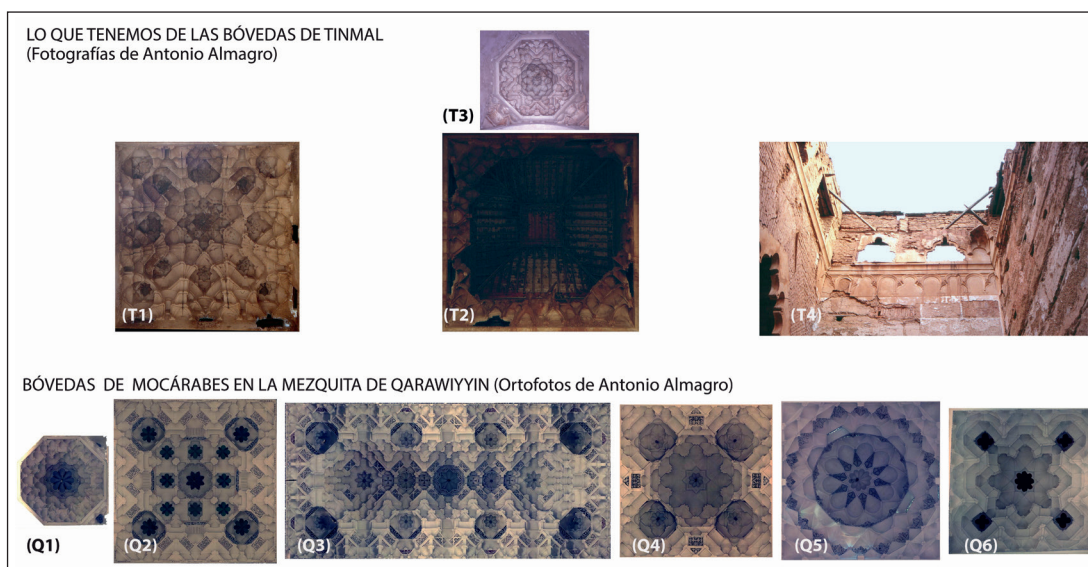 LO QUE TENEMOS DE LAS BÓVEDAS DE TINMAL
(Fotografías de Antonio Almagro)
(T3)
(T1)
(T2)
(T4)
BÓVEDAS DE MOCÁRABES EN LA MEZQUITA DE QARAWIYYIN (Ortofotos de Antonio Almagro)
(Q1)
(Q2)
(Q3)
(Q4)
(Q5)
(Q6)